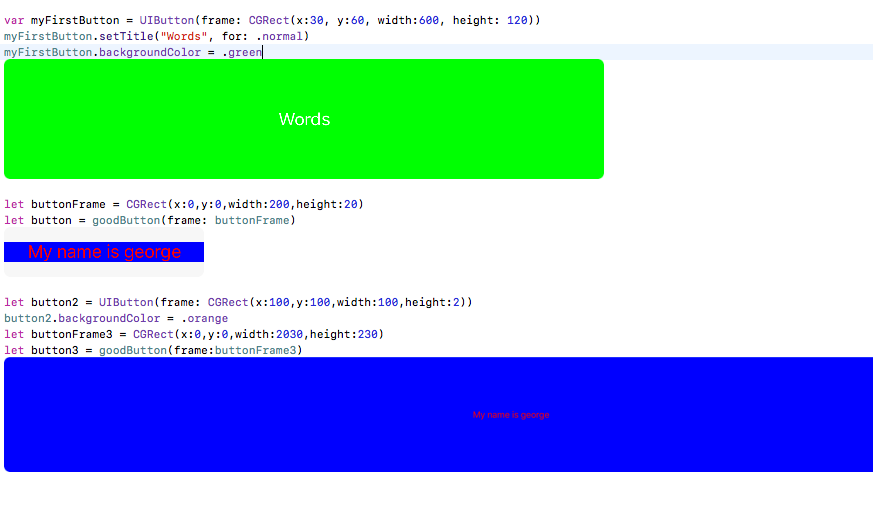 var myFirstButton = UIButton(frame: CGRect(x:30, y:60, width:600, height: 120))
myFirstButton.setTitle("Words", for: .normal)
myFirstButton.backgroundColor = .green
Words
let buttonFrame = CGRect(x:0,y:0,width:200,height:20)
let button = goodButton(frame: buttonFrame)
My name is george
let button2 = UIButton(frame: CGRect(x:100,y:100,width:100,height:2))
button2.backgroundColor = .orange
let buttonFrame3 = CGRect(x:0,y:0,width:2030,height:230)
let button3 = goodButton(frame:buttonFrame3)
My name is george